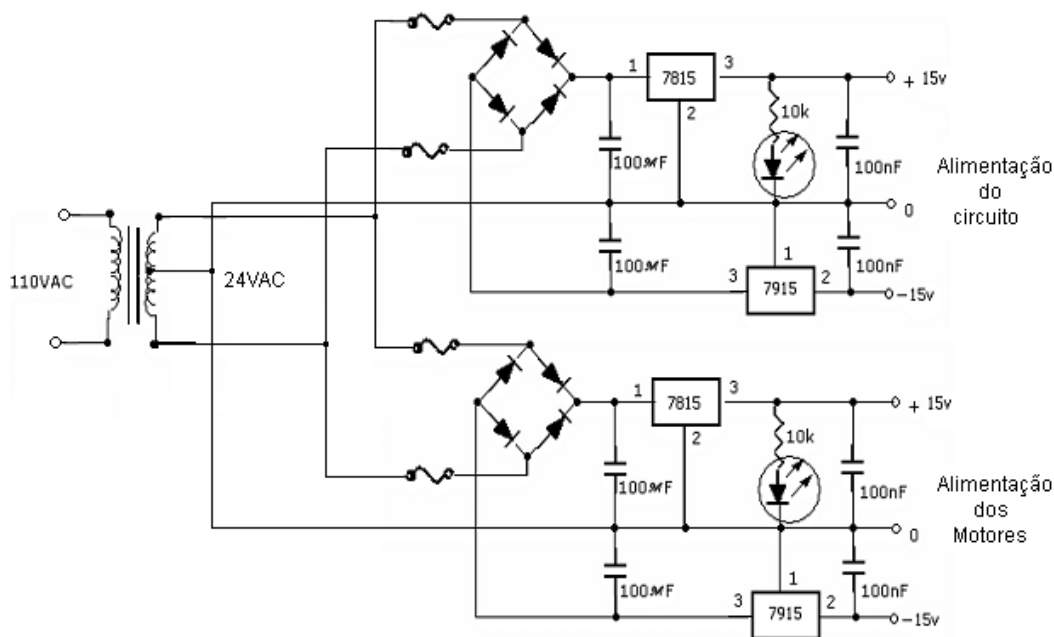 1
7815
3
+ 15v
2
10k
100MF
100nF
Alimentação
do
circuito
0
100MF
1
100nF
3
7915
2
-15v
110VAC
24VAC
1
7815
3
+ 15v
2
10k
100MF
100nF
Alimentação
dos
Motores
0
100MF
1
100nF
3
7915
2
-15v